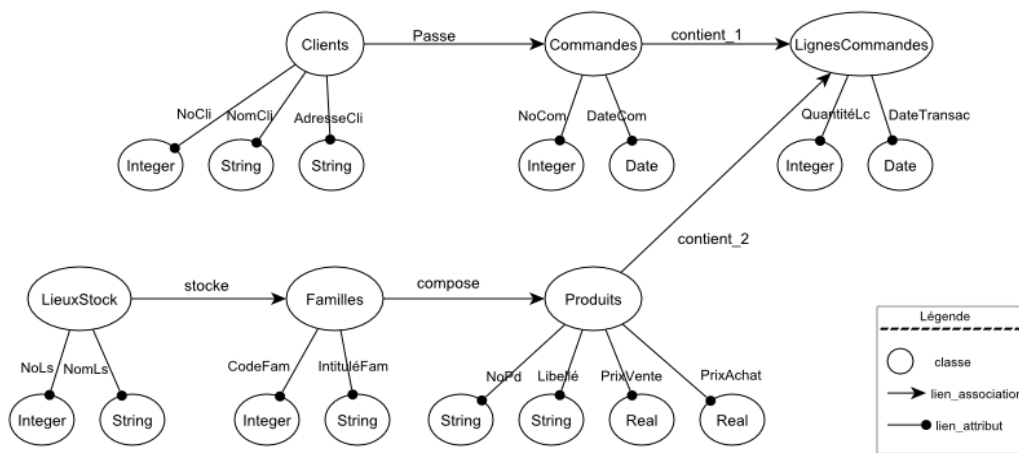 Clients
Passe
Commandes
contient_1
LignesCommandes
NoCli
NomCli
AdresseCli
NoCom
DateCom
QuantitéLc
DateTransac
Integer
String
String
Integer
Date
Integer
Date
contient_2
LieuxStock
stocke
Familles
compose
Produits
NoLs
NomLs
CodeFam
IntituléFam
NoPd
Libellé
PrixVente
PrixAchat
Integer
String
Integer
String
String
String
Real
Real
Légende
classe
lien_association
lien_attribut